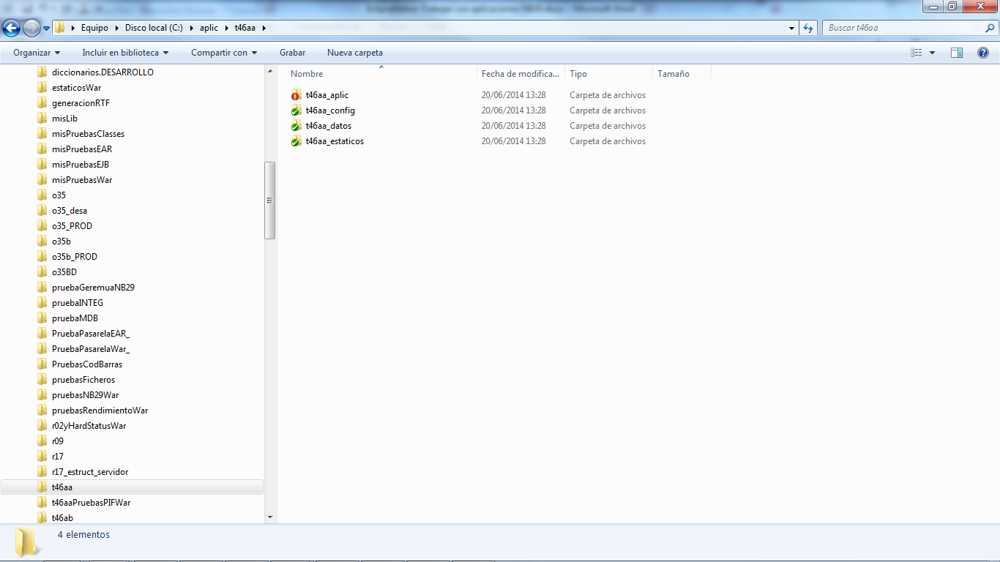 Equipo Disco local (C:) aplic t46aa
Buscar t46aa
Organizar Incluir en biblioteca Compartir con Grabar Nueva carpeta
diccionarios.DESARROLLO
estaticosWar
generacionRTF
misLib
misPruebasClasses
misPruebasEAR
misPruebasEJB
misPruebasWar
o35
o35_desa
o35_PROD
o35b
o35b_PROD
o35BD
pruebaGeremuaNB29
pruebaINTEG
pruebaMDB
PruebaPasarelaEAR_
PruebaPasarelaWar_
PruebasCodBarras
pruebasFicheros
pruebasNB29War
pruebasRendimientoWar
r02yHardStatusWar
r09
r17
r17_estruct_servidor
t46aa
t46aaPruebasPIFWar
t46ab
Nombre Fecha de modifica... Tipo Tamaño
t46aa_aplic 20/06/2014 13:28 Carpeta de archivos
t46aa_config 20/06/2014 13:28 Carpeta de archivos
t46aa_datos 20/06/2014 13:28 Carpeta de archivos
t46aa_estaticos 20/06/2014 13:28 Carpeta de archivos
4 elementos